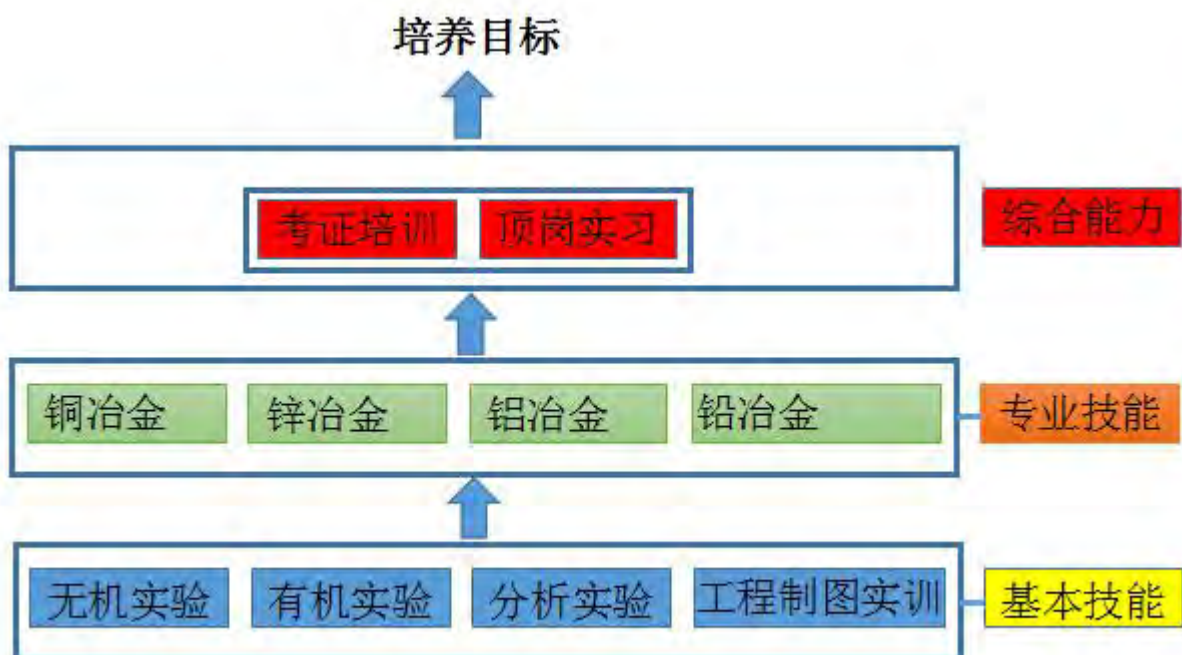 培养目标
考证培训 顶岗实习 综合能力
铜冶金 锌冶金 铝冶金 铅冶金 专业技能
无机实验 有机实验 分析实验 工程制图实训 基本技能